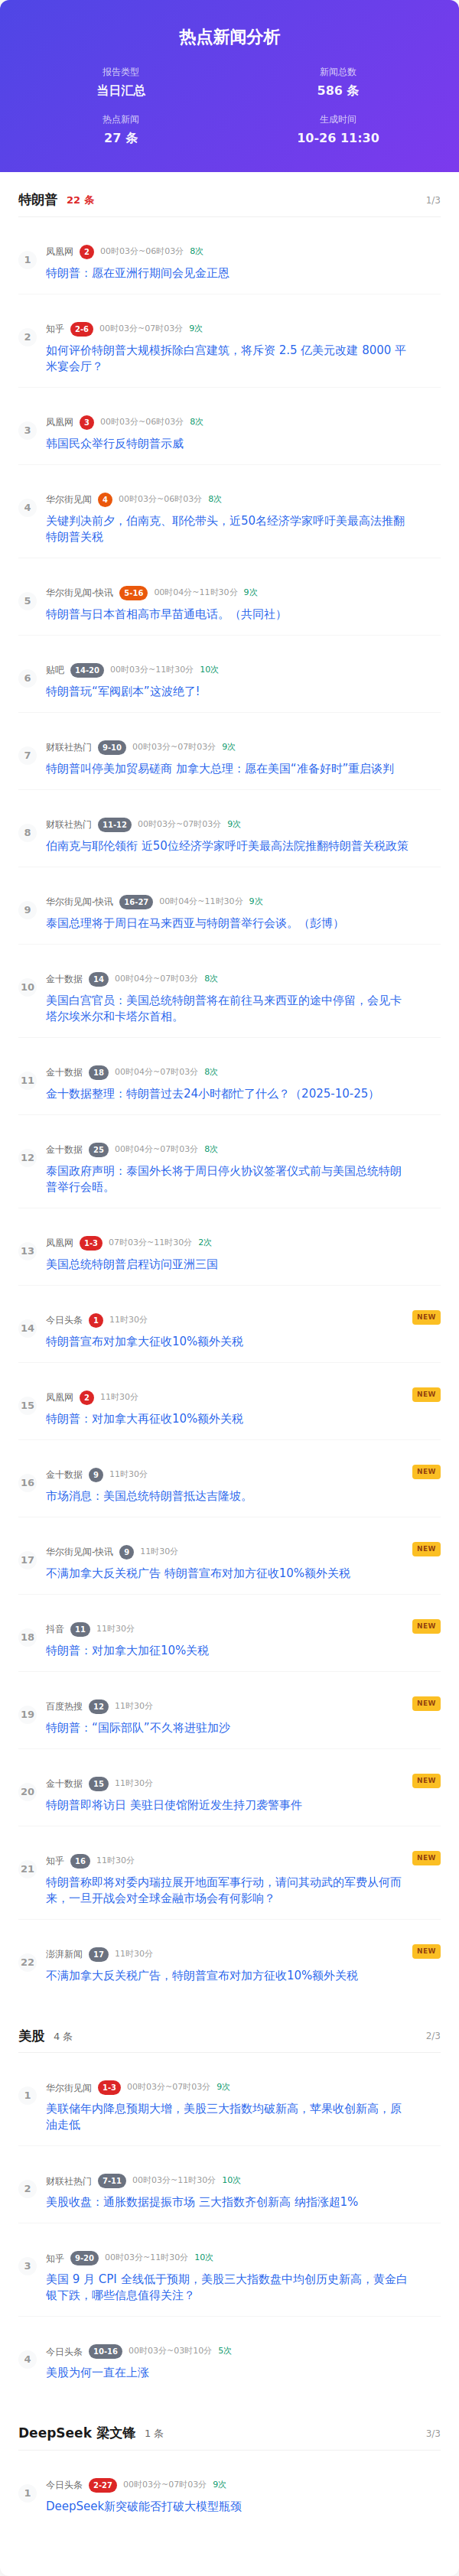 热点新闻分析
报告类型
当日汇总
新闻总数
586 条
热点新闻
27 条
生成时间
10-26 11:30
特朗普 22 条 1/3
1 凤凰网 2 00时03分~06时03分 8次
特朗普：愿在亚洲行期间会见金正恩
2 知乎 2-6 00时03分~07时03分 9次
如何评价特朗普大规模拆除白宫建筑，将斥资 2.5 亿美元改建 8000 平
米宴会厅？
3 凤凰网 3 00时03分~06时03分 8次
韩国民众举行反特朗普示威
4 华尔街见闻 4 00时03分~06时03分 8次
关键判决前夕，伯南克、耶伦带头，近50名经济学家呼吁美最高法推翻
特朗普关税
5 华尔街见闻-快讯 5-16 00时04分~11时30分 9次
特朗普与日本首相高市早苗通电话。（共同社）
6 贴吧 14-20 00时03分~11时30分 10次
特朗普玩“军阀剧本”这波绝了!
7 财联社热门 9-10 00时03分~07时03分 9次
特朗普叫停美加贸易磋商 加拿大总理：愿在美国“准备好时”重启谈判
8 财联社热门 11-12 00时03分~07时03分 9次
伯南克与耶伦领衔 近50位经济学家呼吁美最高法院推翻特朗普关税政策
9 华尔街见闻-快讯 16-27 00时04分~11时30分 9次
泰国总理将于周日在马来西亚与特朗普举行会谈。（彭博）
10 金十数据 14 00时04分~07时03分 8次
美国白宫官员：美国总统特朗普将在前往马来西亚的途中停留，会见卡
塔尔埃米尔和卡塔尔首相。
11 金十数据 18 00时04分~07时03分 8次
金十数据整理：特朗普过去24小时都忙了什么？（2025-10-25）
12 金十数据 25 00时04分~07时03分 8次
泰国政府声明：泰国外长将于周日停火协议签署仪式前与美国总统特朗
普举行会晤。
13 凤凰网 1-3 07时03分~11时30分 2次
美国总统特朗普启程访问亚洲三国
14 今日头条 1 11时30分 NEW
特朗普宣布对加拿大征收10%额外关税
15 凤凰网 2 11时30分 NEW
特朗普：对加拿大再征收10%额外关税
16 金十数据 9 11时30分 NEW
市场消息：美国总统特朗普抵达吉隆坡。
17 华尔街见闻-快讯 9 11时30分 NEW
不满加拿大反关税广告 特朗普宣布对加方征收10%额外关税
18 抖音 11 11时30分 NEW
特朗普：对加拿大加征10%关税
19 百度热搜 12 11时30分 NEW
特朗普：“国际部队”不久将进驻加沙
20 金十数据 15 11时30分 NEW
特朗普即将访日 美驻日使馆附近发生持刀袭警事件
21 知乎 16 11时30分 NEW
特朗普称即将对委内瑞拉展开地面军事行动，请问其动武的军费从何而
来，一旦开战会对全球金融市场会有何影响？
22 澎湃新闻 17 11时30分 NEW
不满加拿大反关税广告，特朗普宣布对加方征收10%额外关税
美股 4 条 2/3
1 华尔街见闻 1-3 00时03分~07时03分 9次
美联储年内降息预期大增，美股三大指数均破新高，苹果收创新高，原
油走低
2 财联社热门 7-11 00时03分~11时30分 10次
美股收盘：通胀数据提振市场 三大指数齐创新高 纳指涨超1%
3 知乎 9-20 00时03分~11时30分 10次
美国 9 月 CPI 全线低于预期，美股三大指数盘中均创历史新高，黄金白
银下跌，哪些信息值得关注？
4 今日头条 10-16 00时03分~03时10分 5次
美股为何一直在上涨
DeepSeek 梁文锋 1 条 3/3
1 今日头条 2-27 00时03分~07时03分 9次
DeepSeek新突破能否打破大模型瓶颈